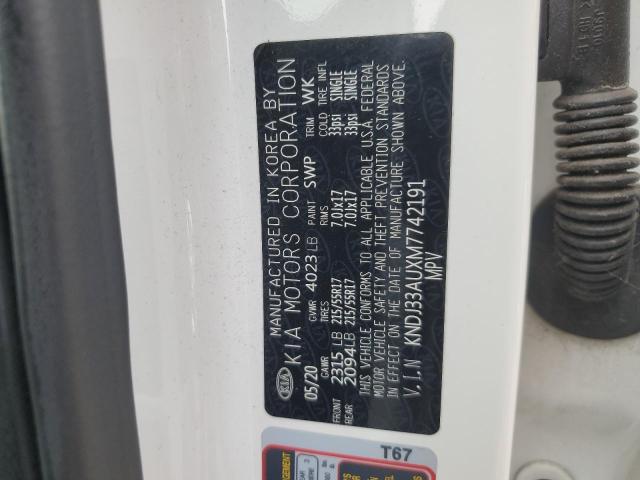 MANUFACTURED IN KOREA BY
KIA KIA MOTORS CORPORATION
05/20 GVWR 4023 LB PAINT SWP TRIM WK
GAWR TIRES RIMS COLD TIRE INFL
FRONT 2315 LB 215/55R17 7.0Jx17 33psi SINGLE
REAR 2094 LB 215/55R17 7.0Jx17 33psi SINGLE
THIS VEHICLE CONFORMS TO ALL APPLICABLE U.S.A. FEDERAL
MOTOR VEHICLE SAFETY AND THEFT PREVENTION STANDARDS
IN EFFECT ON THE DATE OF MANUFACTURE SHOWN ABOVE.
V.I.N KNDJ33AUXM7742191
MPV
T67